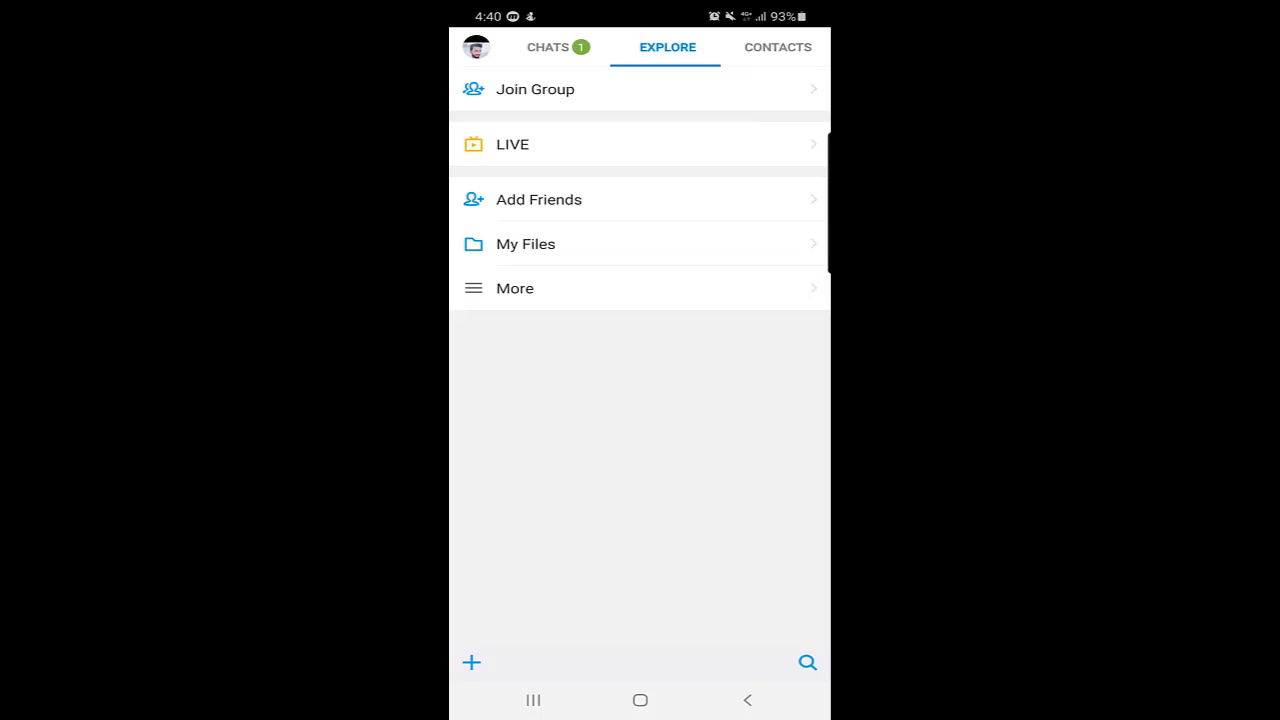 4:40 93%
CHATS 1 EXPLORE CONTACTS
Join Group
LIVE
Add Friends
My Files
More